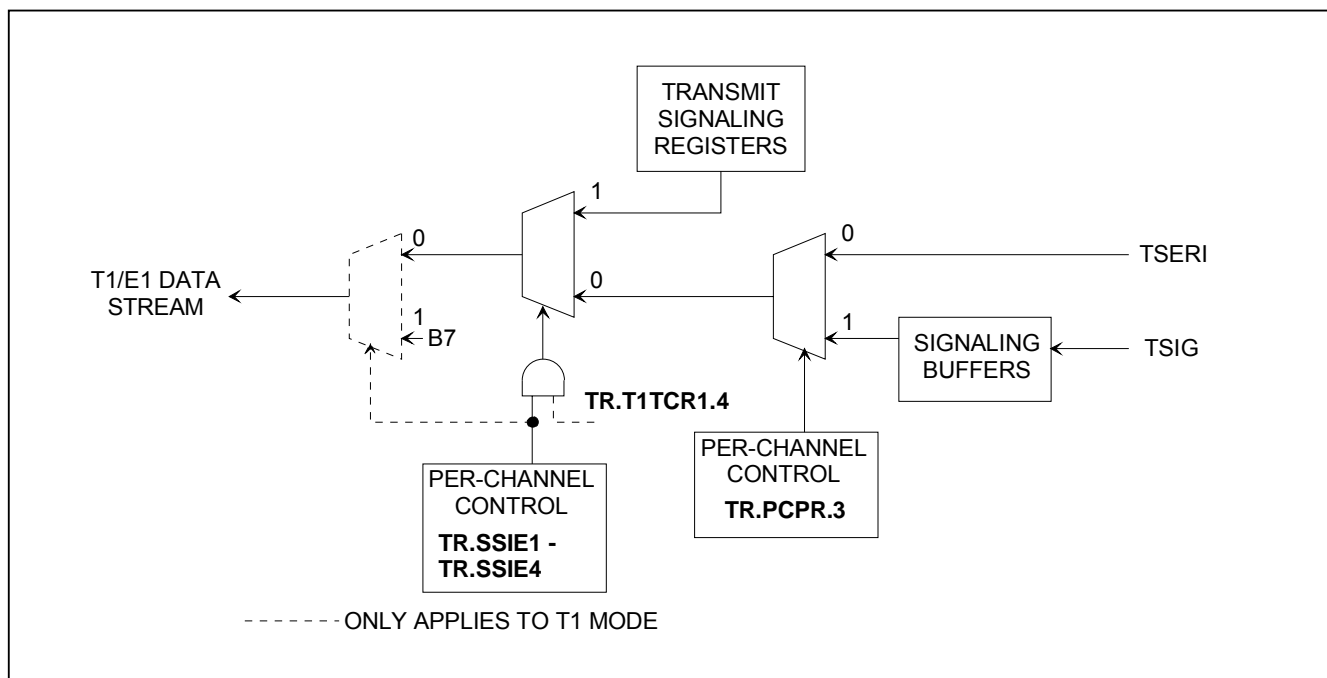 TRANSMIT
SIGNALING
REGISTERS
1
0
0
0
TSERI
T1/E1 DATA
STREAM
1
B7
1
SIGNALING
BUFFERS
TSIG
TR.T1TCR1.4
PER-CHANNEL
CONTROL
TR.PCPR.3
PER-CHANNEL
CONTROL
TR.SSIE1 -
TR.SSIE4
ONLY APPLIES TO T1 MODE